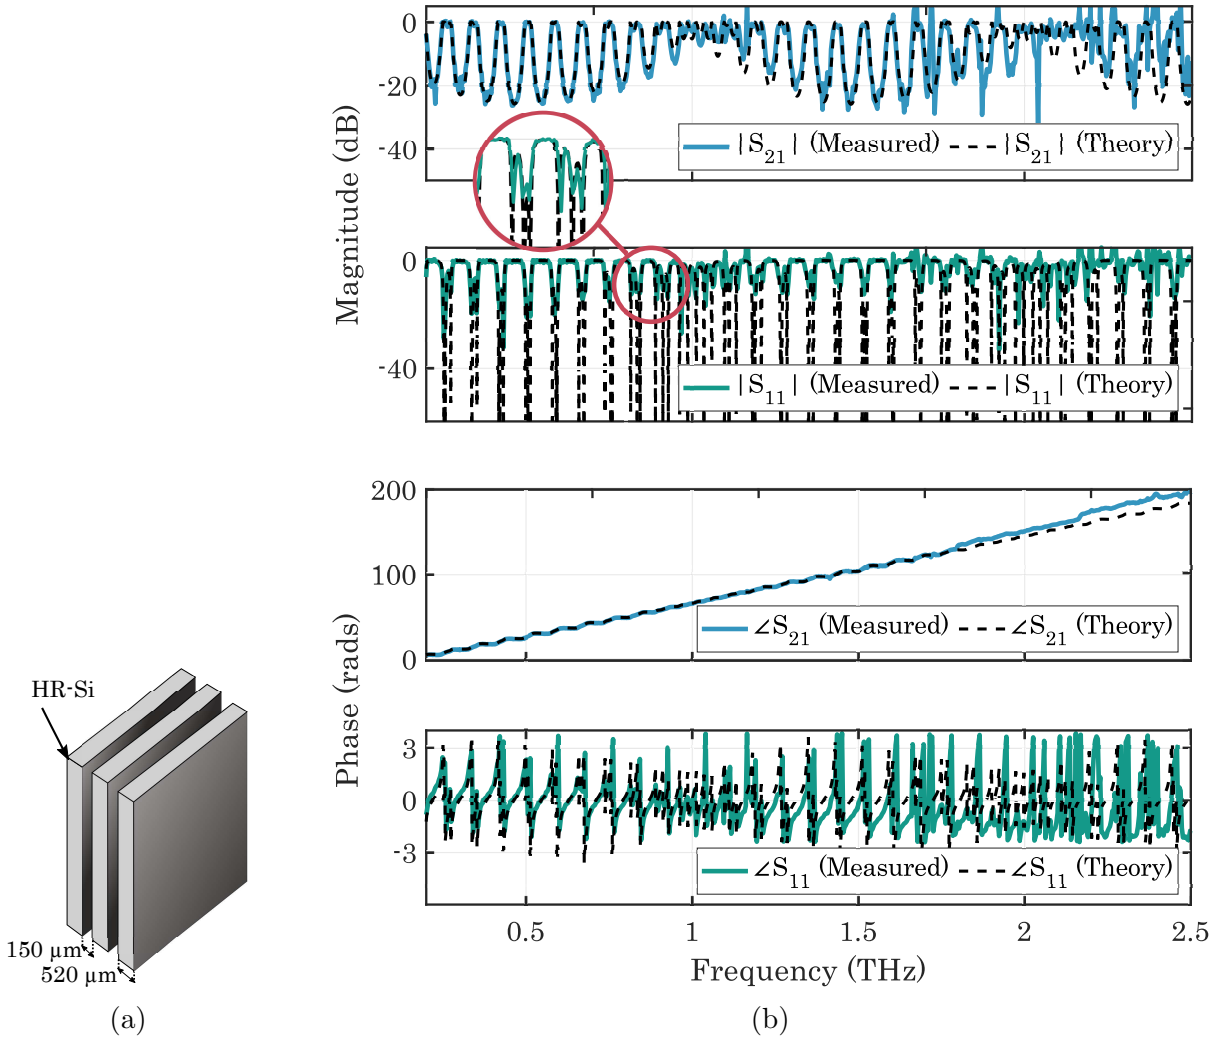 0
-20
-40
|S21| (Measured) |S21| (Theory)
0
-40
|S11| (Measured) |S11| (Theory)
Magnitude (dB)
200
100
0
∠S21 (Measured) ∠S21 (Theory)
3
0
-3
∠S11 (Measured) ∠S11 (Theory)
Phase (rads)
0.5 1 1.5 2 2.5
Frequency (THz)
HR-Si
150 µm
520 µm
(a) (b)